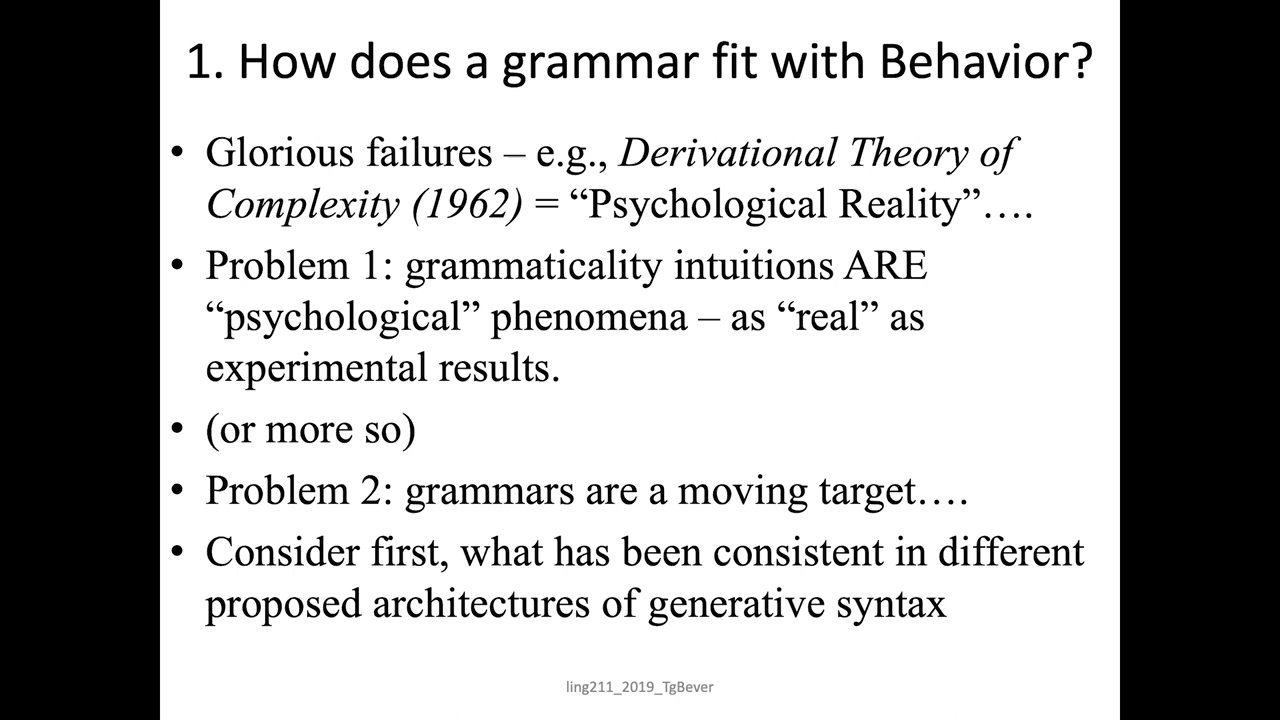 1. How does a grammar fit with Behavior?
• Glorious failures – e.g., Derivational Theory of
Complexity (1962) = “Psychological Reality”….
• Problem 1: grammaticality intuitions ARE
“psychological” phenomena – as “real” as
experimental results.
• (or more so)
• Problem 2: grammars are a moving target….
• Consider first, what has been consistent in different
proposed architectures of generative syntax
ling211_2019_TgBever